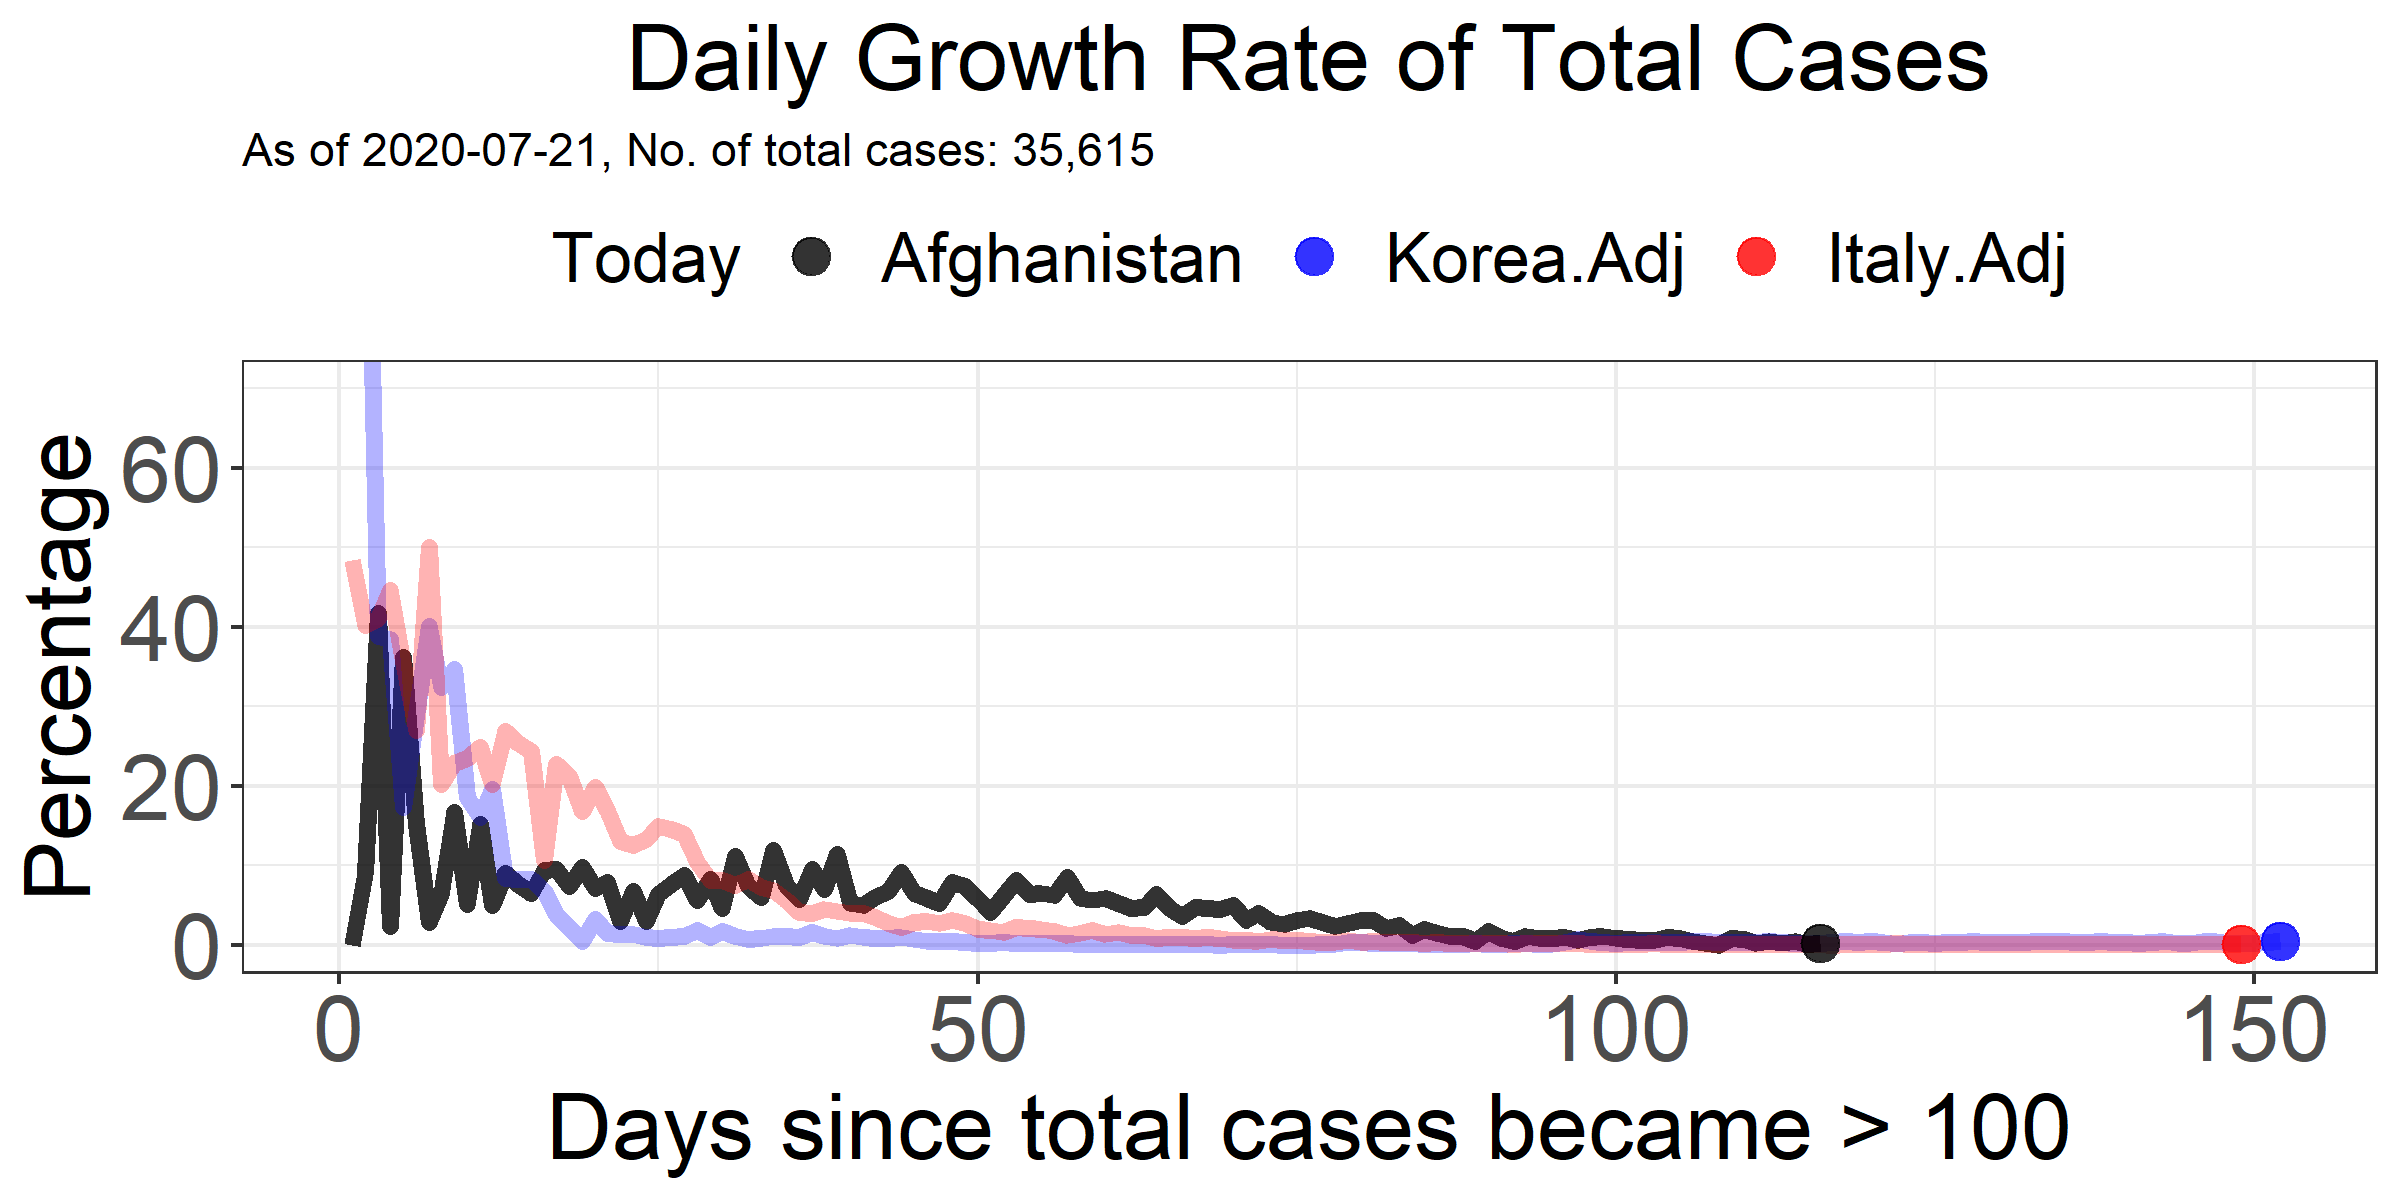 Daily Growth Rate of Total Cases
As of 2020-07-21, No. of total cases: 35,615
Today Afghanistan Korea.Adj Italy.Adj
Percentage
60
40
20
0
0 50 100 150
Days since total cases became > 100